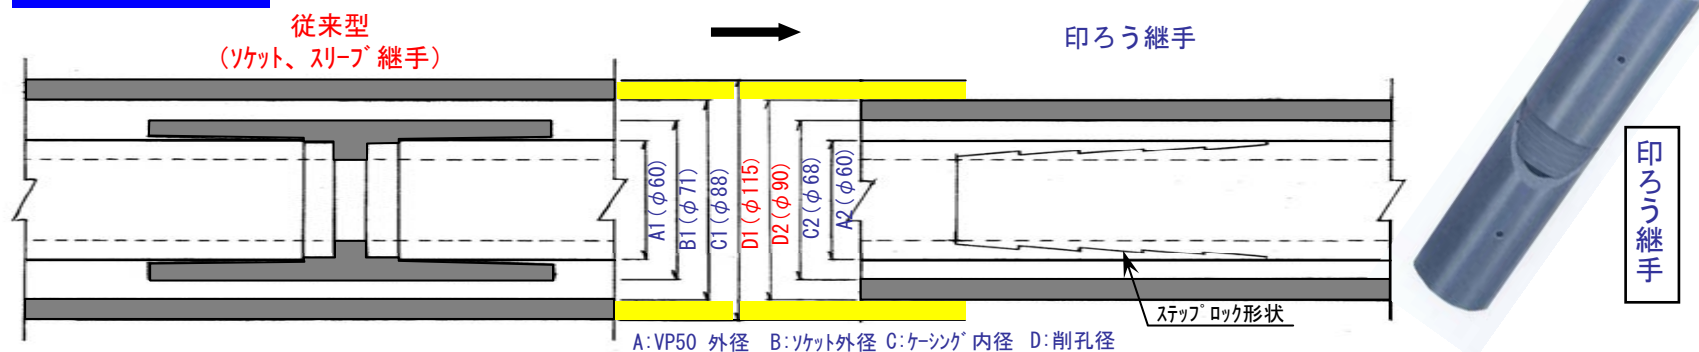 従来型
(ｿｹｯﾄ、ｽﾘｰﾌﾞ継手)
印ろう継手
A1(φ60)
B1(φ71)
C1(φ88)
D1(φ115)
D2(φ90)
C2(φ68)
A2(φ60)
ｽﾃｯﾌﾟﾛｯｸ形状
A:VP50 外径 B:ｿｹｯﾄ外径 C:ｹｰｼﾝｸﾞ内径 D:削孔径
印ろう継手